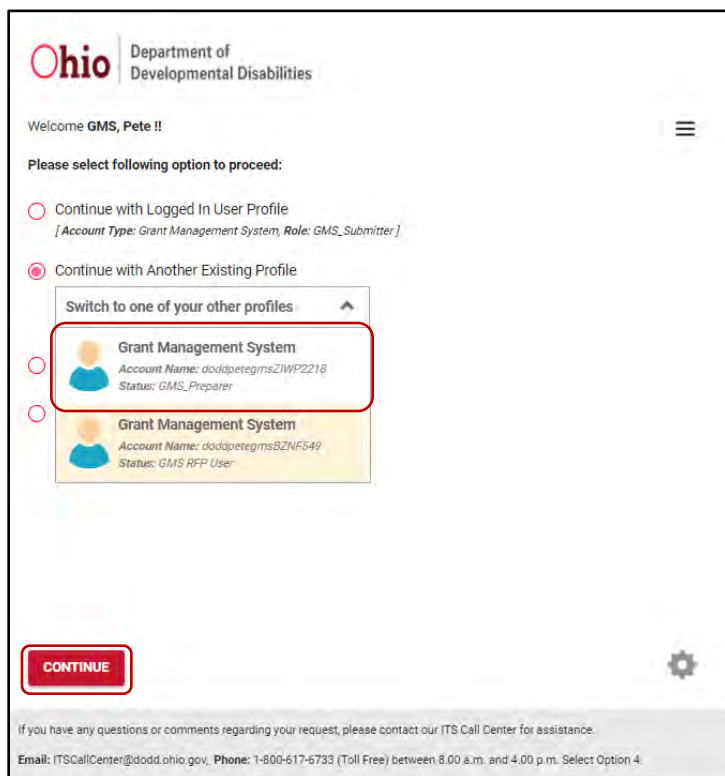 Ohio
Department of
Developmental Disabilities
Welcome GMS, Pete !!
Please select following option to proceed:
Continue with Logged In User Profile
[ Account Type: Grant Management System, Role: GMS_Submitter ]
Continue with Another Existing Profile
Switch to one of your other profiles
Grant Management System
Account Name: doddpetegmsZIWP2218
Status: GMS_Preparer
Grant Management System
Account Name: doddpetegmsBZNF549
Status: GMS RFP User
CONTINUE
If you have any questions or comments regarding your request, please contact our ITS Call Center for assistance.
Email: ITSCallCenter@dodd.ohio.gov, Phone: 1-800-617-6733 (Toll Free) between 8.00 a.m. and 4.00 p.m. Select Option 4.